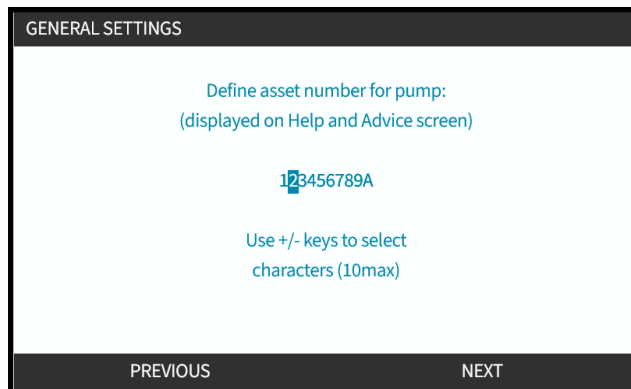 GENERAL SETTINGS
Define asset number for pump:
(displayed on Help and Advice screen)
123456789A
Use +/- keys to select
characters (10max)
PREVIOUS NEXT